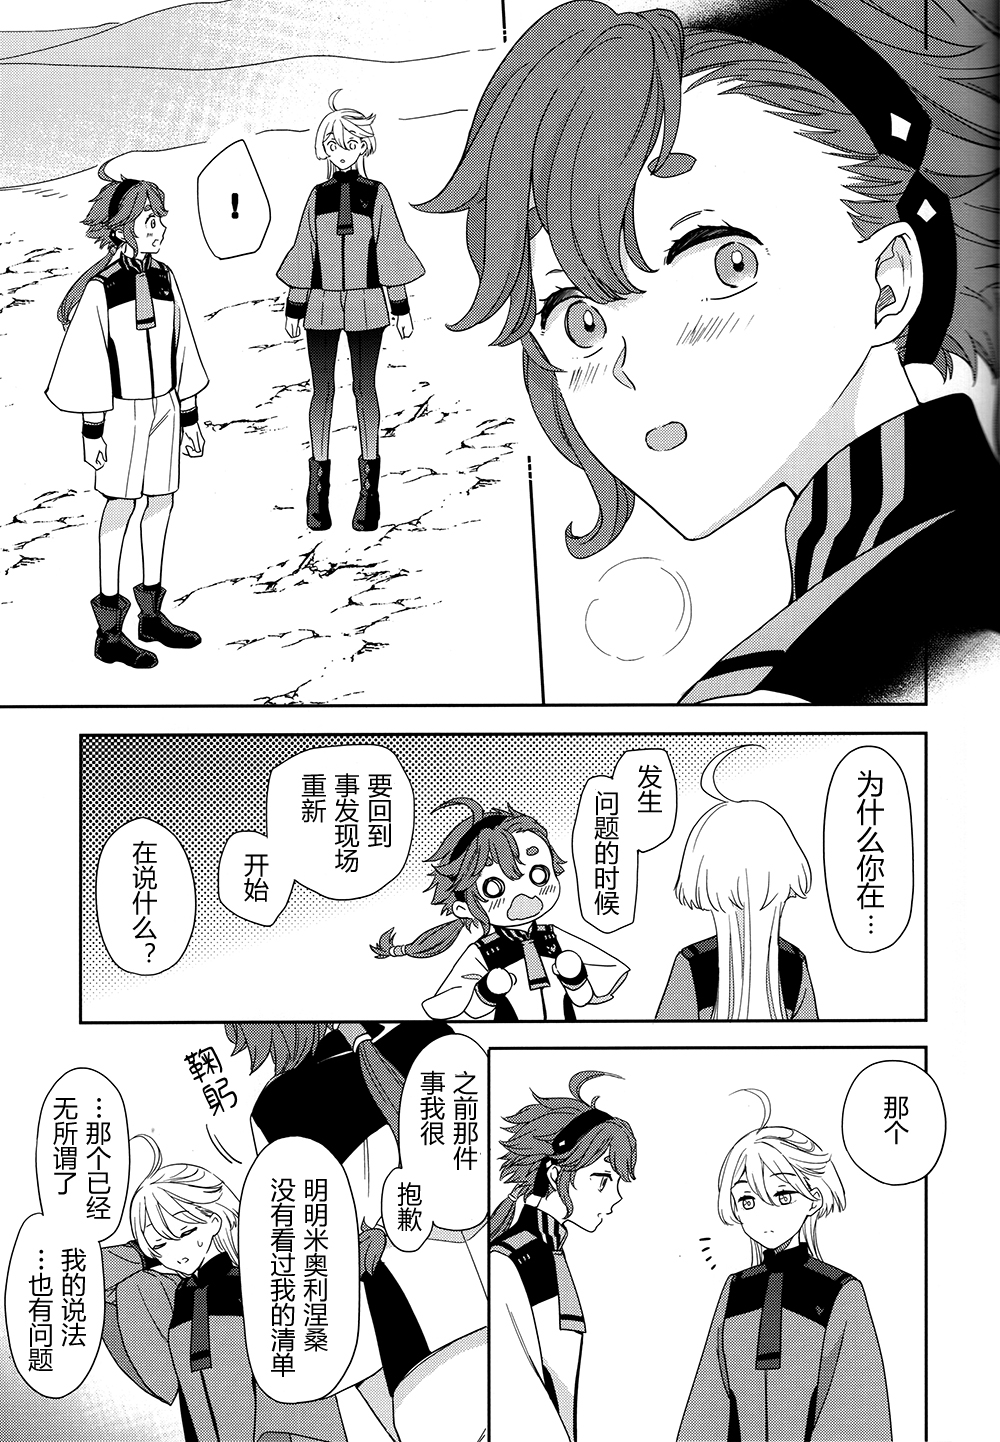 ！
为什么你在…
发生
问题的时候
要回到
事发现场
重新
开始
在说什么？
那个
之前那件
事我很
抱歉
明明米奥利涅桑
没有看过我的清单
鞠躬
…那个已经
无所谓了
我的说法
…也有问题